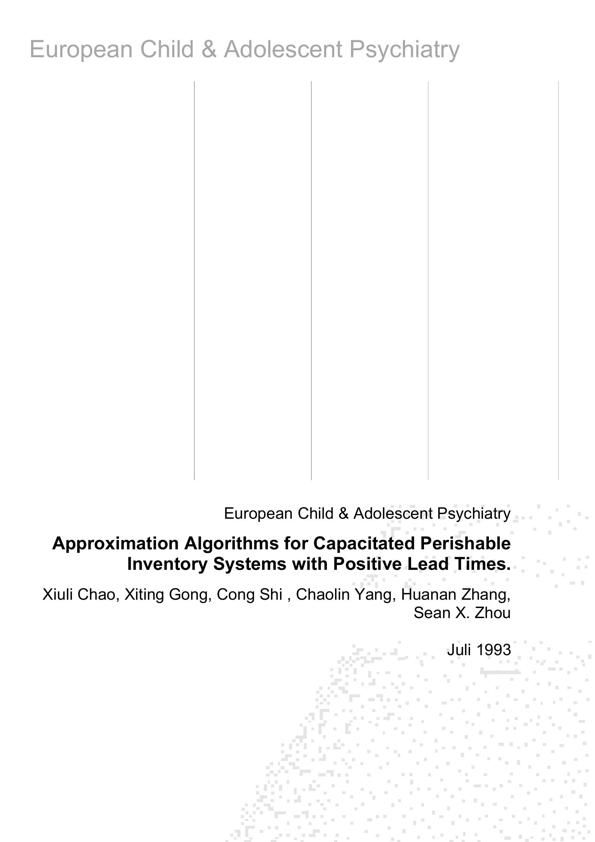 European Child & Adolescent Psychiatry
European Child & Adolescent Psychiatry
Approximation Algorithms for Capacitated Perishable
Inventory Systems with Positive Lead Times.
Xiuli Chao, Xiting Gong, Cong Shi , Chaolin Yang, Huanan Zhang,
Sean X. Zhou
Juli 1993